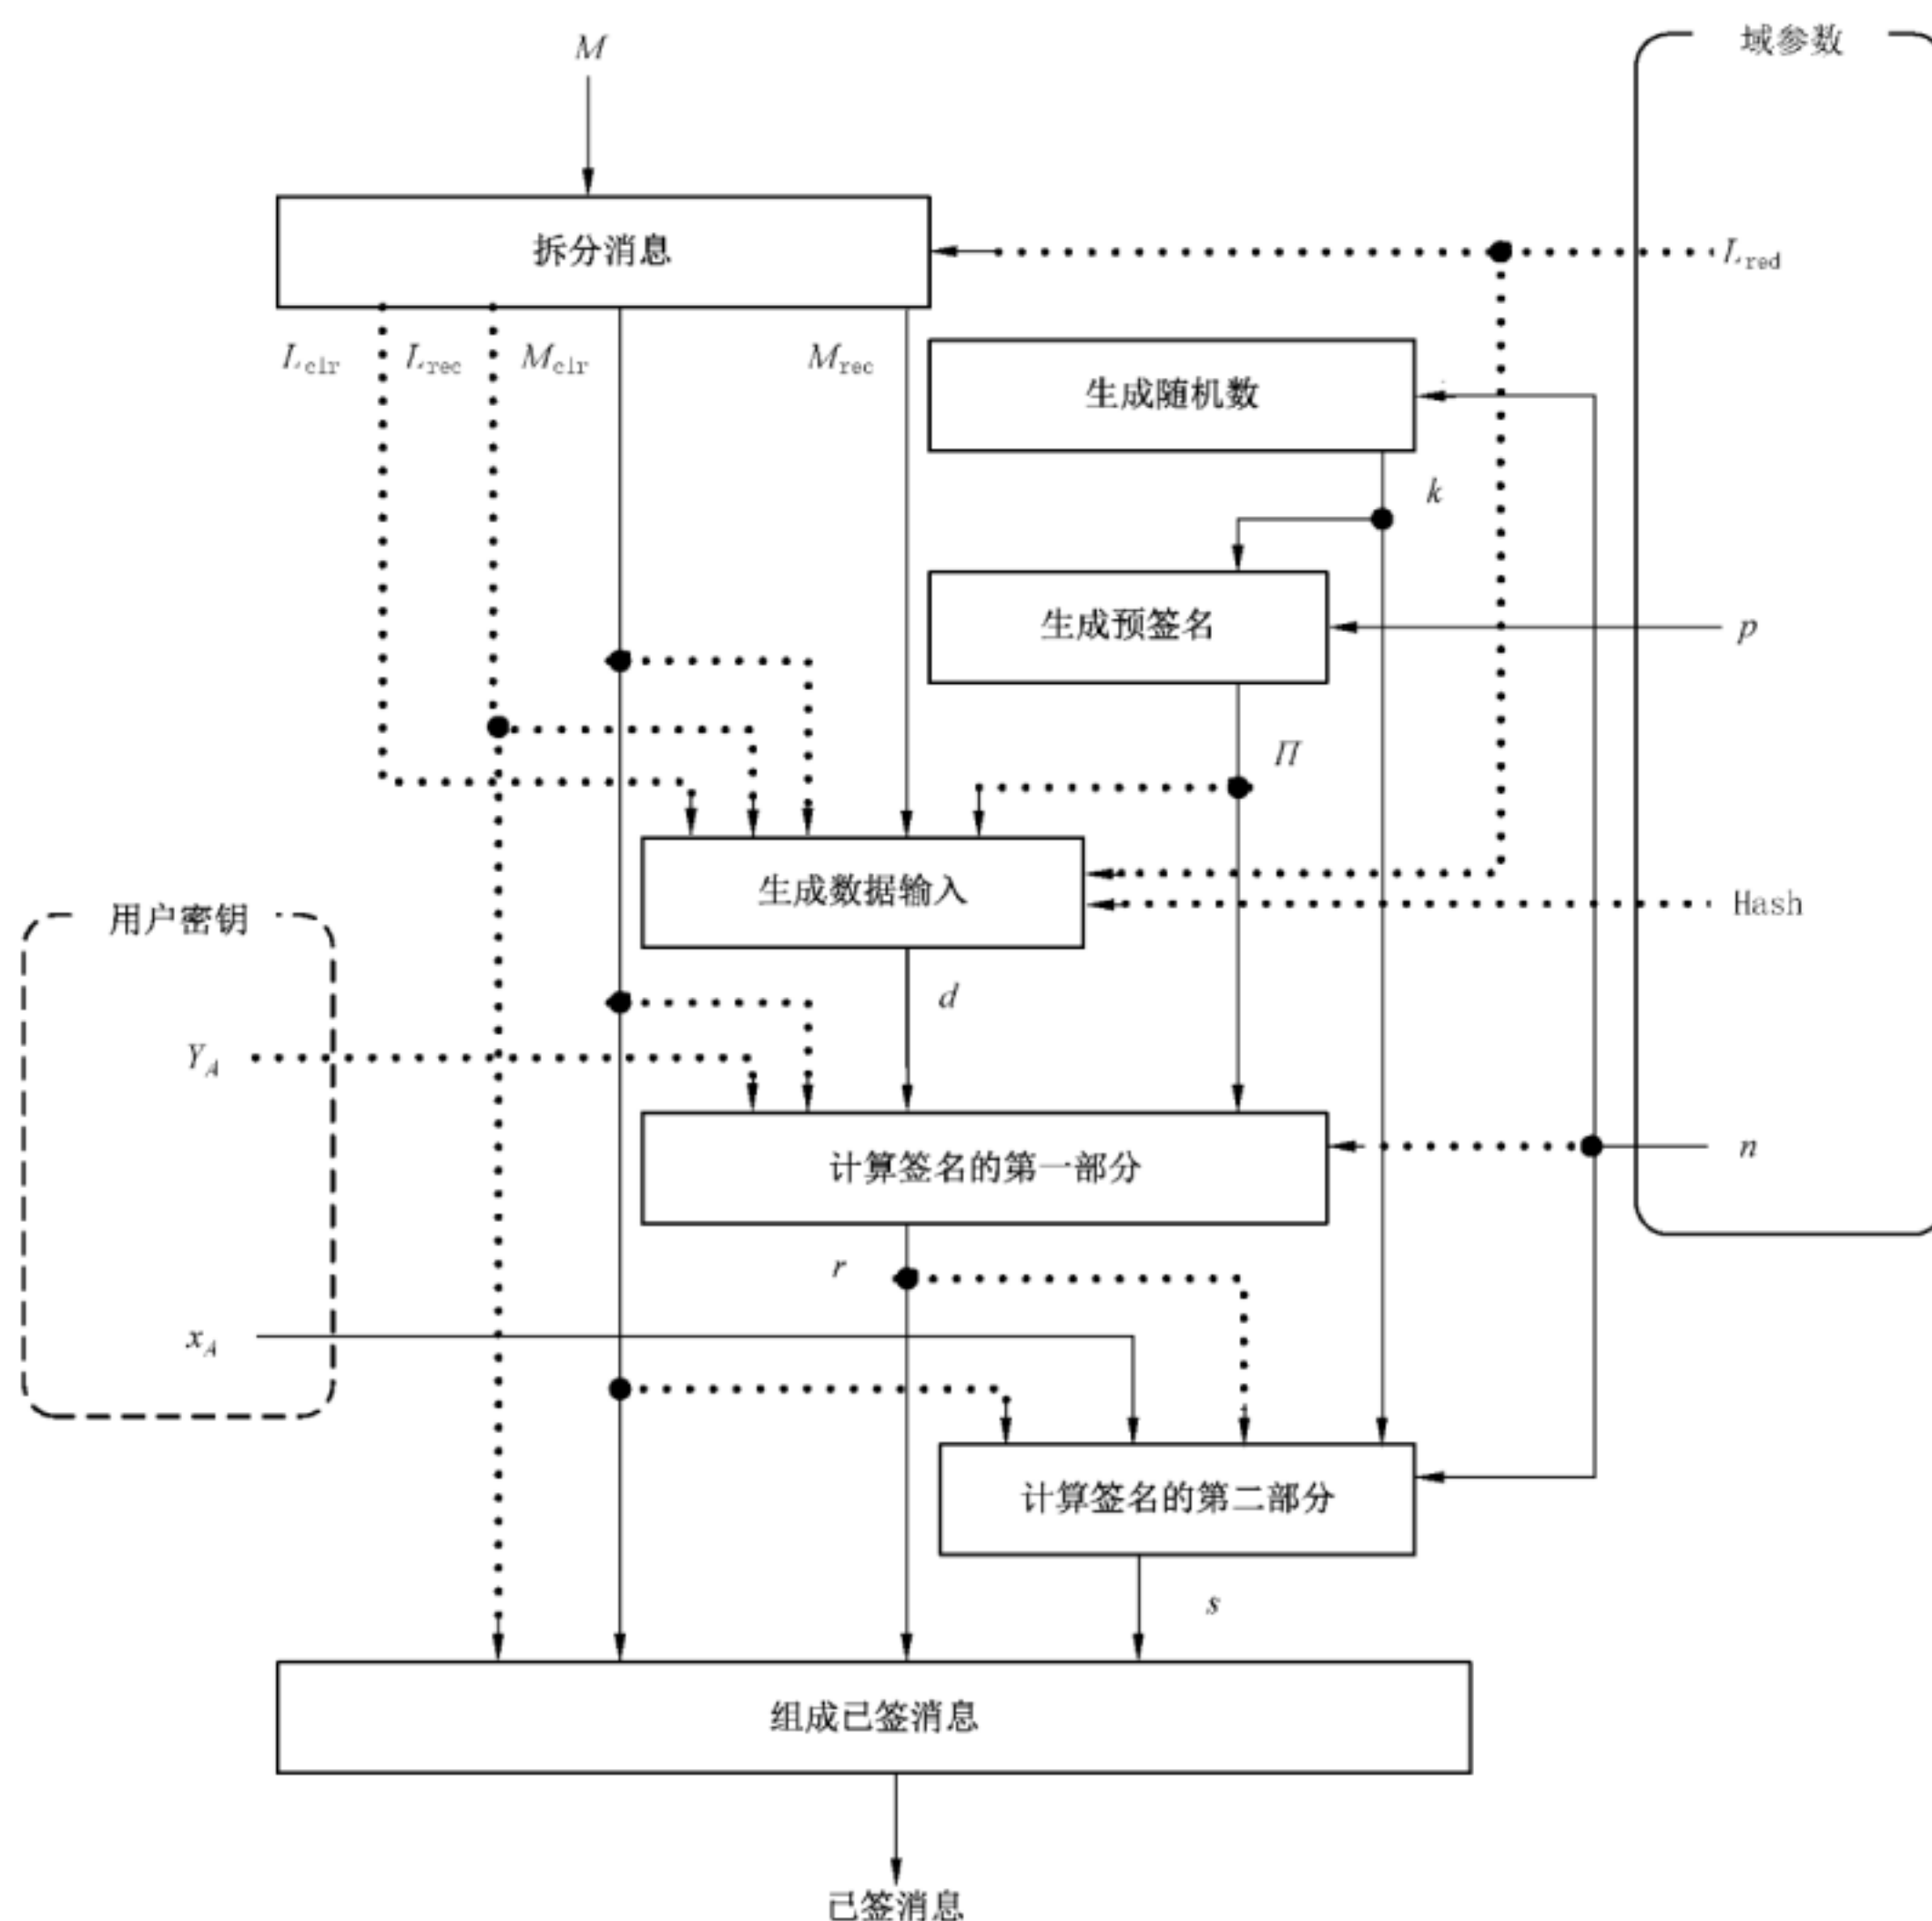 M
域参数
拆分消息
L_red
L_clr
L_rec
M_clr
M_rec
生成随机数
k
生成预签名
p
Π
生成数据输入
Hash
用户密钥
d
Y_A
计算签名的第一部分
n
r
x_A
计算签名的第二部分
s
组成已签消息
已签消息